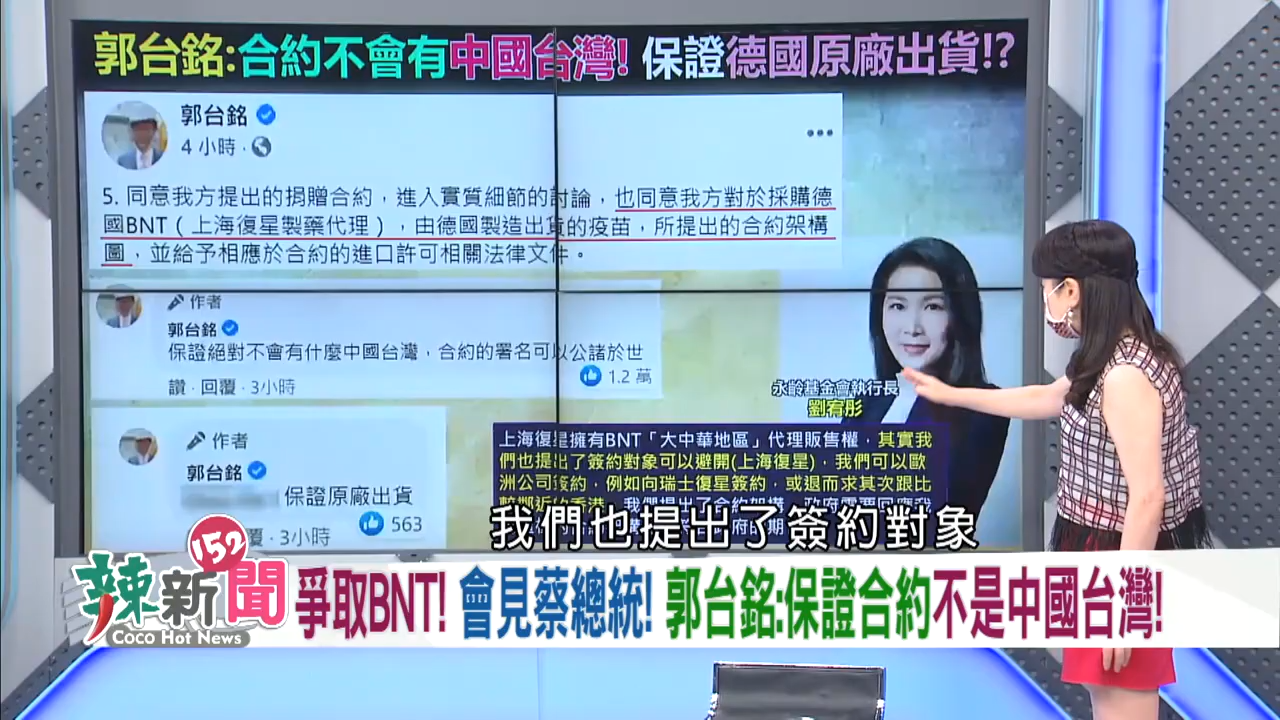 郭台銘:合約不會有中國台灣! 保證德國原廠出貨!?
郭台銘
4 小時
5. 同意我方提出的捐贈合約，進入實質細節的討論，也同意我方對於採購德
國BNT（上海復星製藥代理），由德國製造出貨的疫苗，所提出的合約架構
圖，並給予相應於合約的進口許可相關法律文件。
作者
郭台銘
保證絕對不會有什麼中國台灣，合約的署名可以公諸於世
讚·回覆·3小時
1.2 萬
作者
郭台銘
保證原廠出貨
覆·3小時
563
永齡基金會執行長
劉宥彤
上海復星擁有BNT「大中華地區」代理販售權，其實我
們也提出了簽約對象可以避開(上海復星)，我們可以歐
洲公司簽約，例如向瑞士復星簽約，或退而求其次跟比
較鄰近的香港
我們也提出了簽約對象
152
辣新聞
Coco Hot News
爭取BNT! 會見蔡總統! 郭台銘:保證合約不是中國台灣!